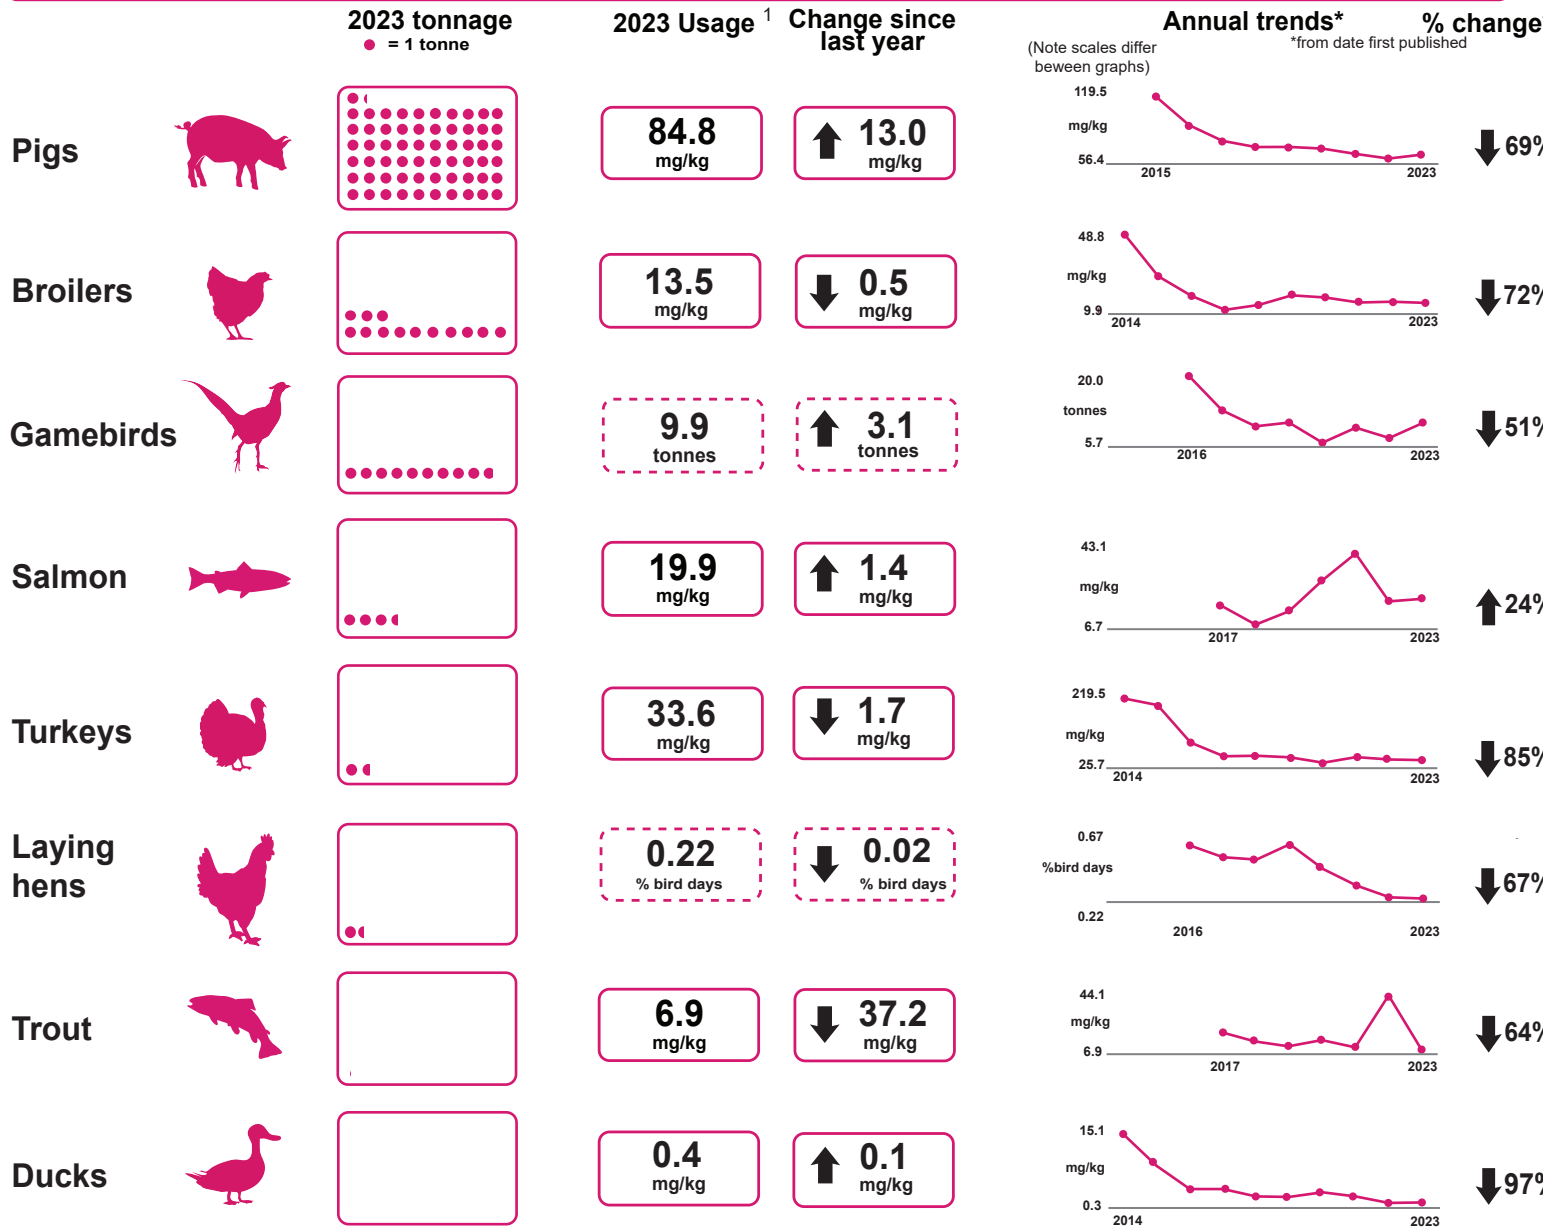 2023 tonnage
= 1 tonne
2023 Usage 1
Change since
last year
Annual trends*
*from date first published
(Note scales differ
beween graphs)
% change
Pigs
84.8
mg/kg
13.0
mg/kg
119.5
mg/kg
56.4
2015
2023
69%
Broilers
13.5
mg/kg
0.5
mg/kg
48.8
mg/kg
9.9
2014
2023
72%
Gamebirds
9.9
tonnes
3.1
tonnes
20.0
tonnes
5.7
2016
2023
51%
Salmon
19.9
mg/kg
1.4
mg/kg
43.1
mg/kg
6.7
2017
2023
24%
Turkeys
33.6
mg/kg
1.7
mg/kg
219.5
mg/kg
25.7
2014
2023
85%
Laying
hens
0.22
% bird days
0.02
% bird days
0.67
%bird days
0.22
2016
2023
67%
Trout
6.9
mg/kg
37.2
mg/kg
44.1
mg/kg
6.9
2017
2023
64%
Ducks
0.4
mg/kg
0.1
mg/kg
15.1
mg/kg
0.3
2014
2023
97%